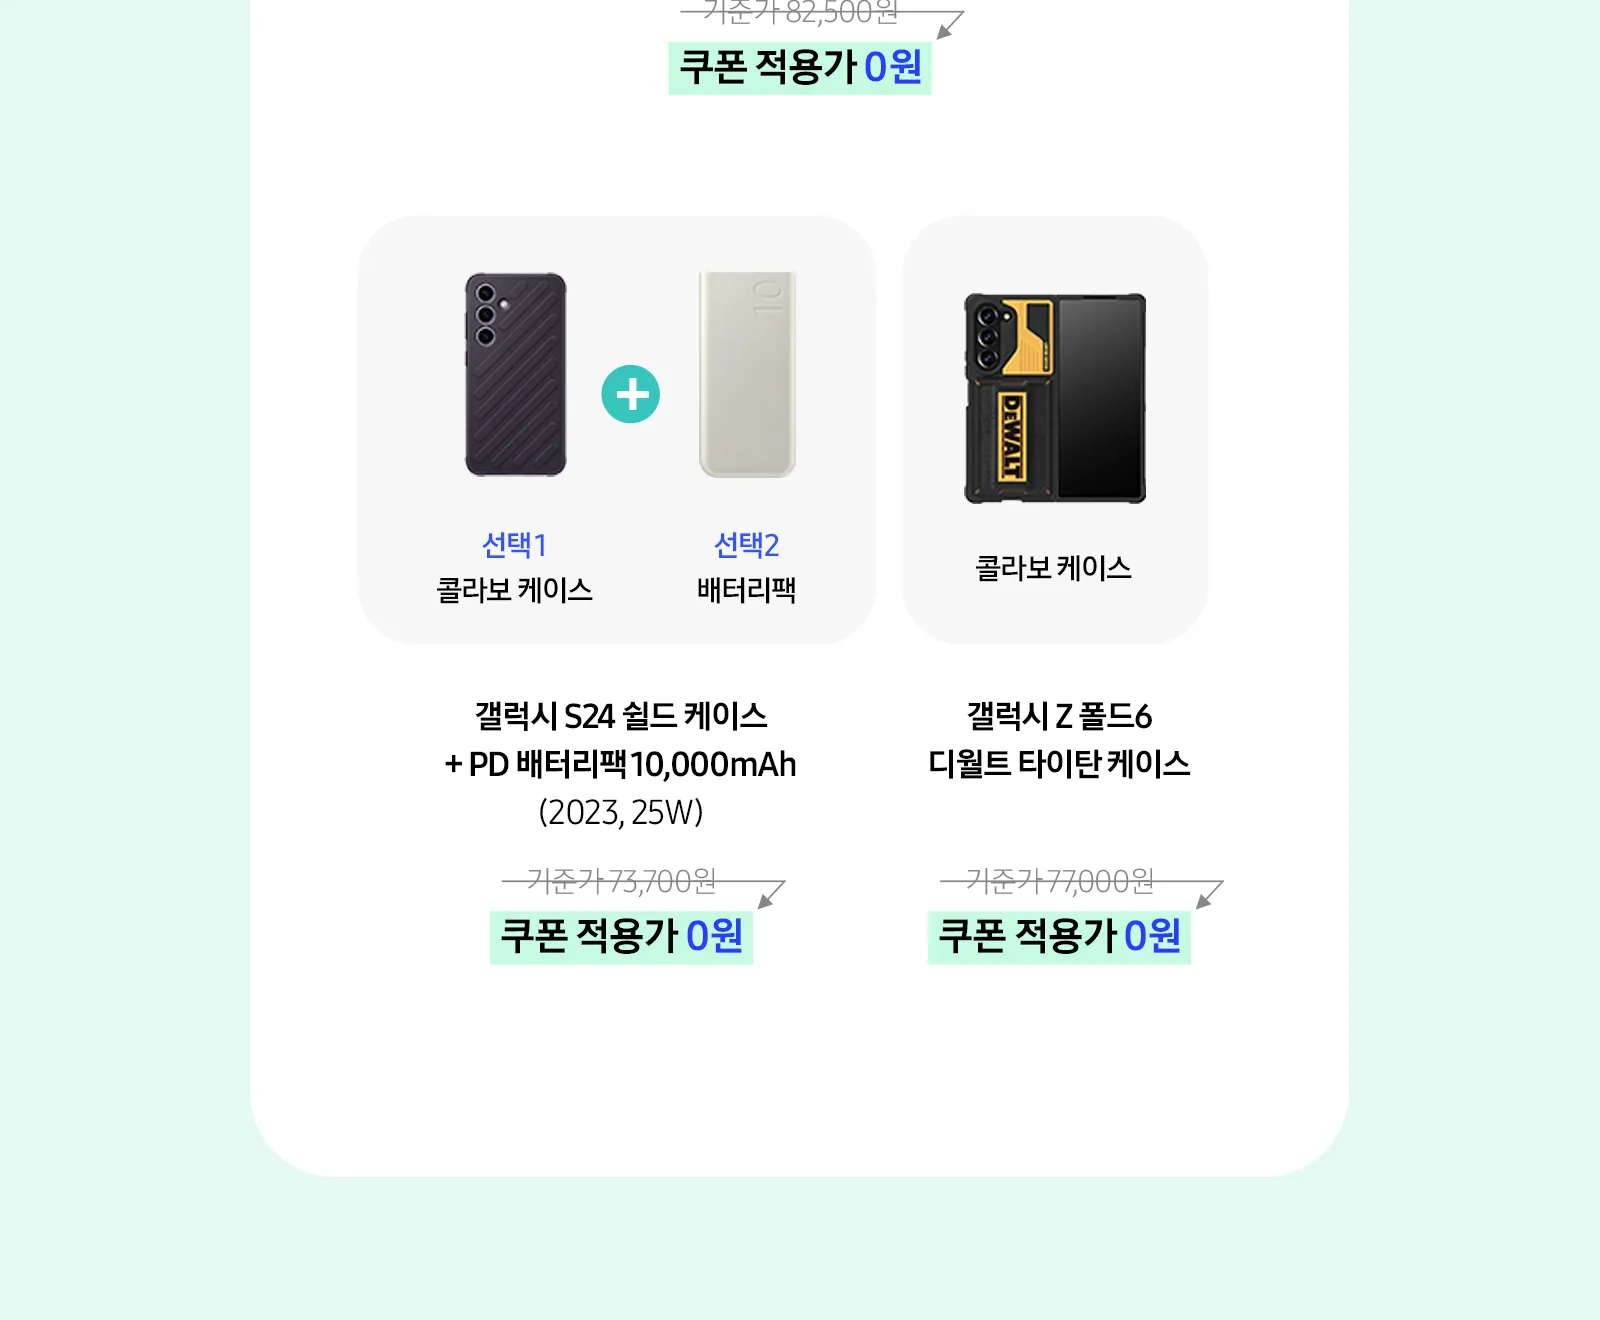 기준가 82,500원
쿠폰 적용가 0원
10
DEWALT
선택1
콜라보 케이스
선택2
배터리팩
콜라보 케이스
갤럭시 S24 쉴드 케이스
+ PD 배터리팩 10,000mAh
(2023, 25W)
기준가 73,700원
쿠폰 적용가 0원
갤럭시 Z 폴드6
디월트 타이탄 케이스
기준가 77,000원
쿠폰 적용가 0원